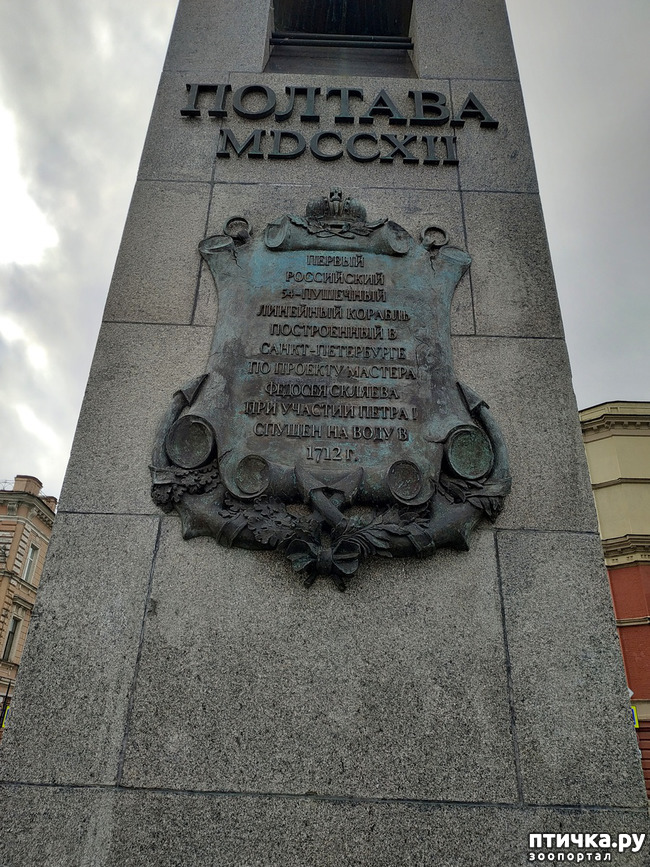 ПОЛТАВА
MDCCXII
ПЕРВЫЙ
РОССИЙСКИЙ
54-ПУШЕЧНЫЙ
ЛИНЕЙНЫЙ КОРАБЛЬ
ПОСТРОЕННЫЙ В
САНКТ-ПЕТЕРБУРГЕ
ПО ПРОЕКТУ МАСТЕРА
ФЕДОСЕЯ СКЛЯЕВА
ПРИ УЧАСТИИ ПЕТРА I
СПУЩЕН НА ВОДУ В
1712 г.
птичка.ру
зоопортал